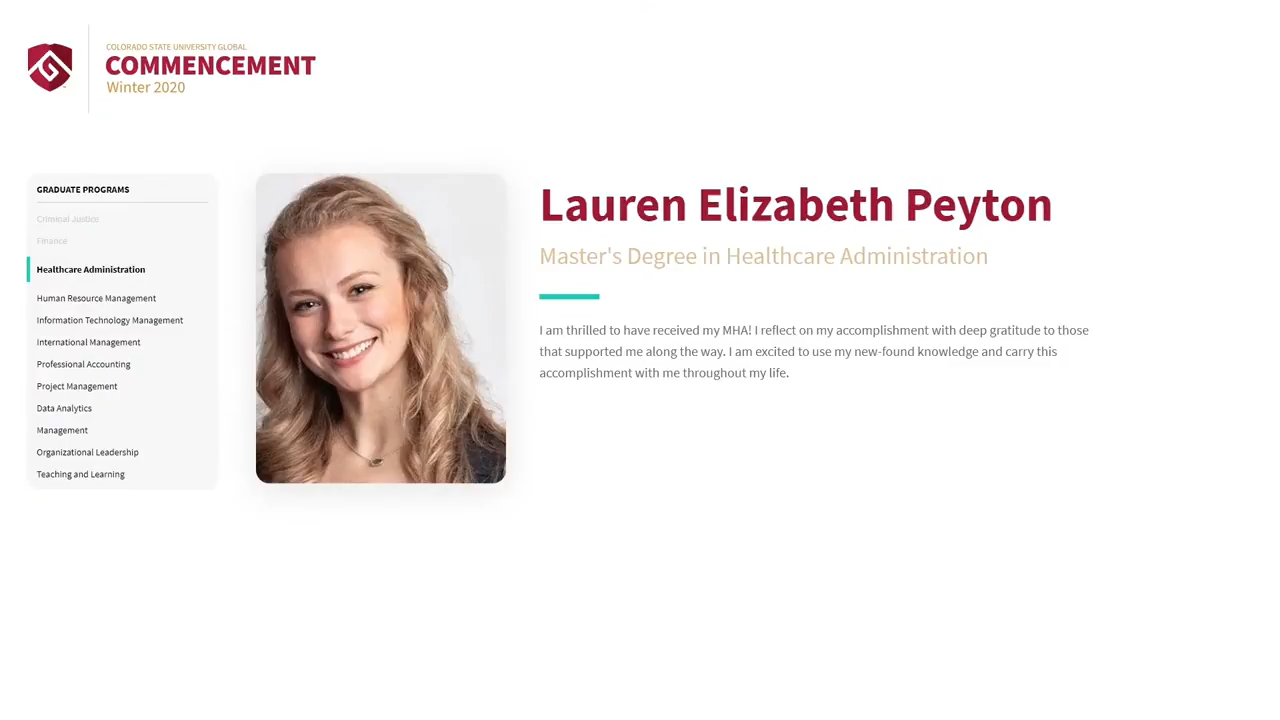 COLORADO STATE UNIVERSITY GLOBAL
COMMENCEMENT
Winter 2020
GRADUATE PROGRAMS
Criminal Justice
Finance
Healthcare Administration
Human Resource Management
Information Technology Management
International Management
Professional Accounting
Project Management
Data Analytics
Management
Organizational Leadership
Teaching and Learning
Lauren Elizabeth Peyton
Master's Degree in Healthcare Administration
I am thrilled to have received my MHA! I reflect on my accomplishment with deep gratitude to those
that supported me along the way. I am excited to use my new-found knowledge and carry this
accomplishment with me throughout my life.